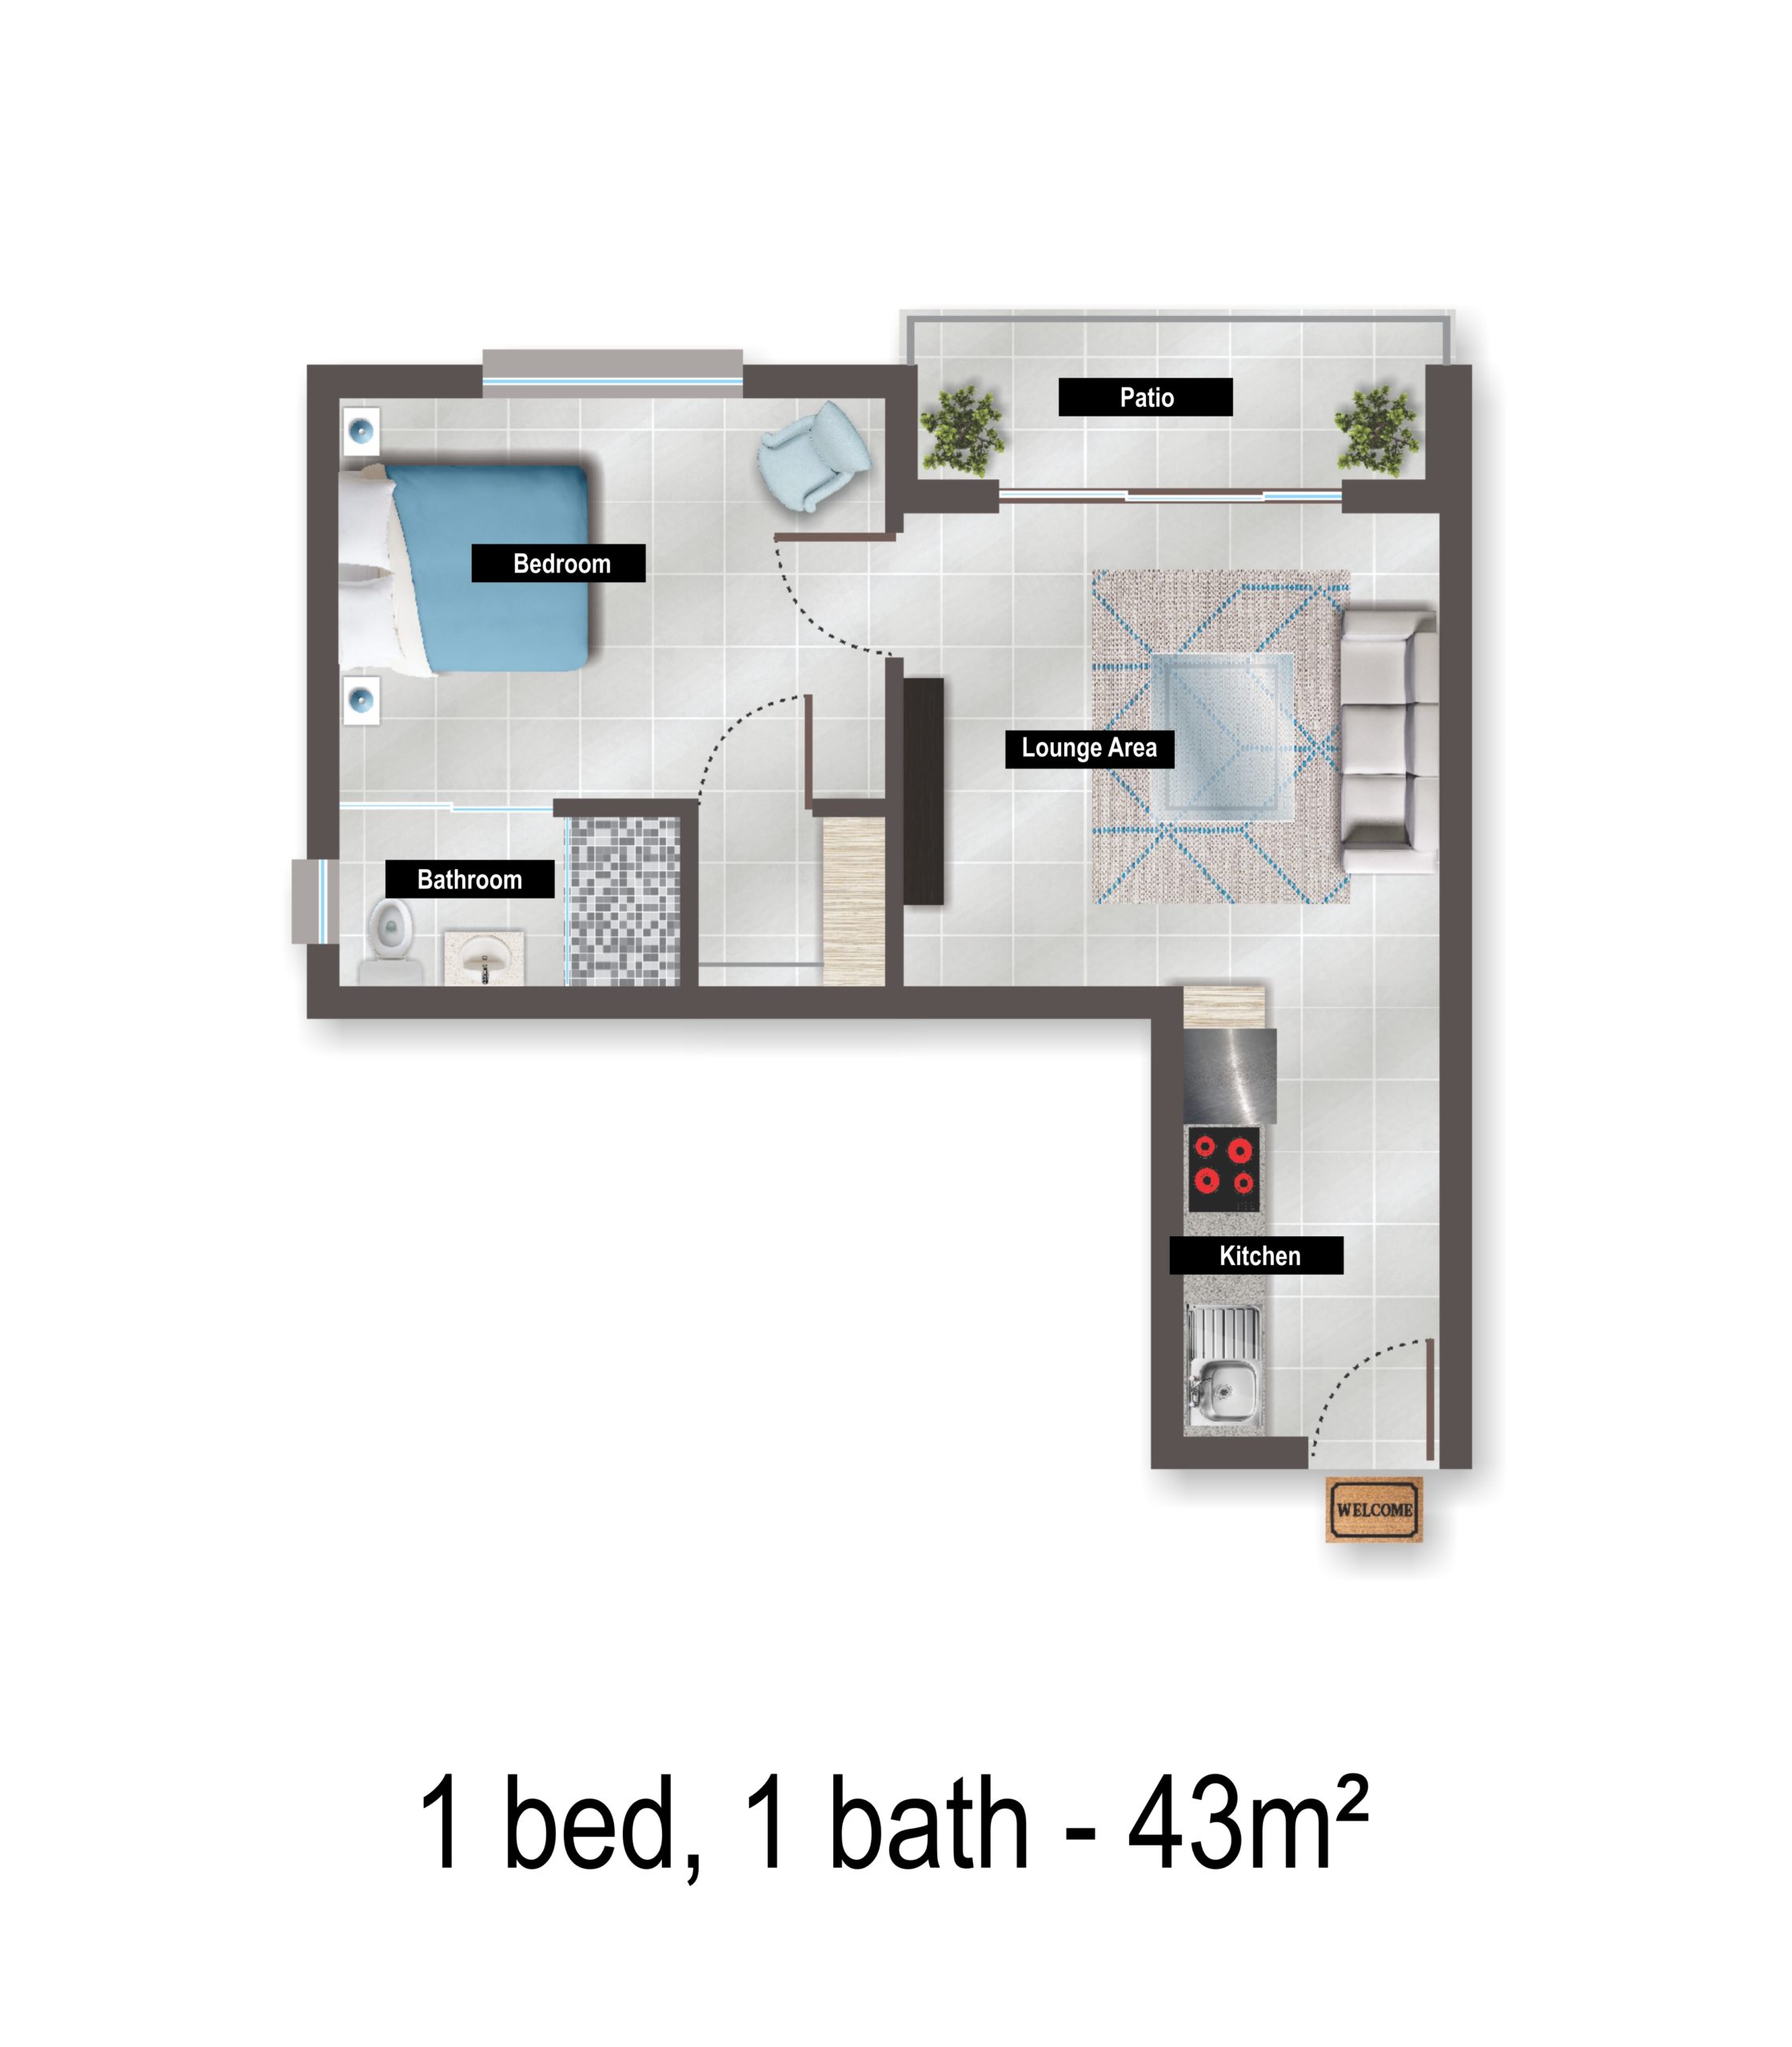 Patio
Bedroom
Lounge Area
Bathroom
Kitchen
WELCOME
1 bed, 1 bath - 43m²